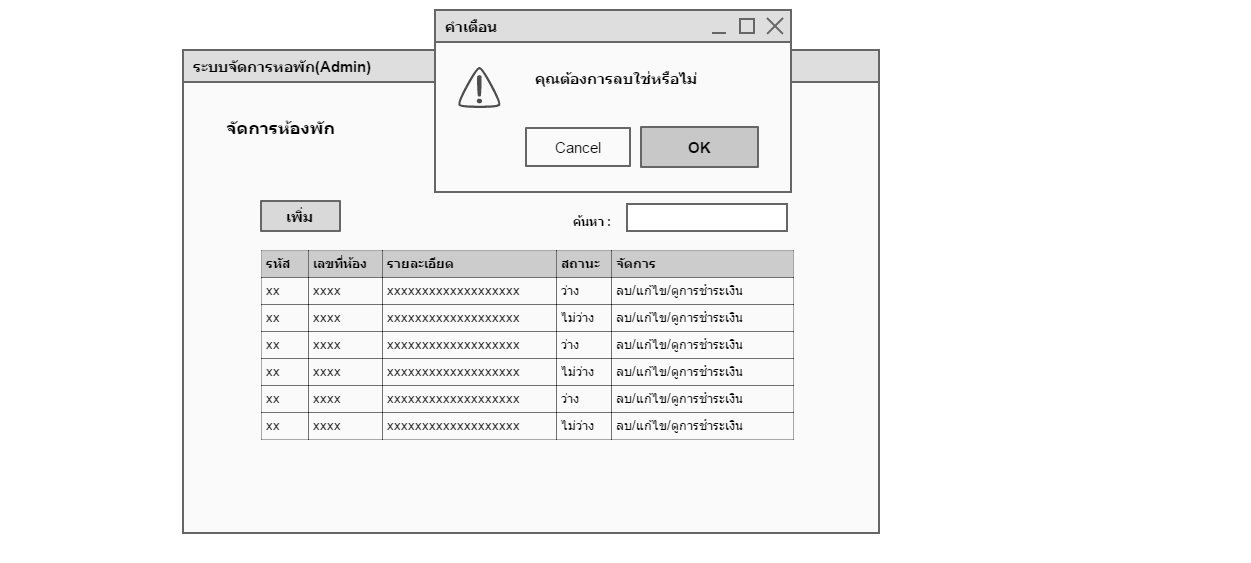 คำเตือน
ระบบจัดการหอพัก(Admin)
คุณต้องการลบใช่หรือไม่
Cancel OK
จัดการห้องพัก
เพิ่ม ค้นหา :
รหัส เลขที่ห้อง รายละเอียด สถานะ จัดการ
xx xxxx xxxxxxxxxxxxxxxxxxx ว่าง ลบ/แก้ไข/ดูการชำระเงิน
xx xxxx xxxxxxxxxxxxxxxxxxx ไม่ว่าง ลบ/แก้ไข/ดูการชำระเงิน
xx xxxx xxxxxxxxxxxxxxxxxxx ว่าง ลบ/แก้ไข/ดูการชำระเงิน
xx xxxx xxxxxxxxxxxxxxxxxxx ไม่ว่าง ลบ/แก้ไข/ดูการชำระเงิน
xx xxxx xxxxxxxxxxxxxxxxxxx ว่าง ลบ/แก้ไข/ดูการชำระเงิน
xx xxxx xxxxxxxxxxxxxxxxxxx ไม่ว่าง ลบ/แก้ไข/ดูการชำระเงิน